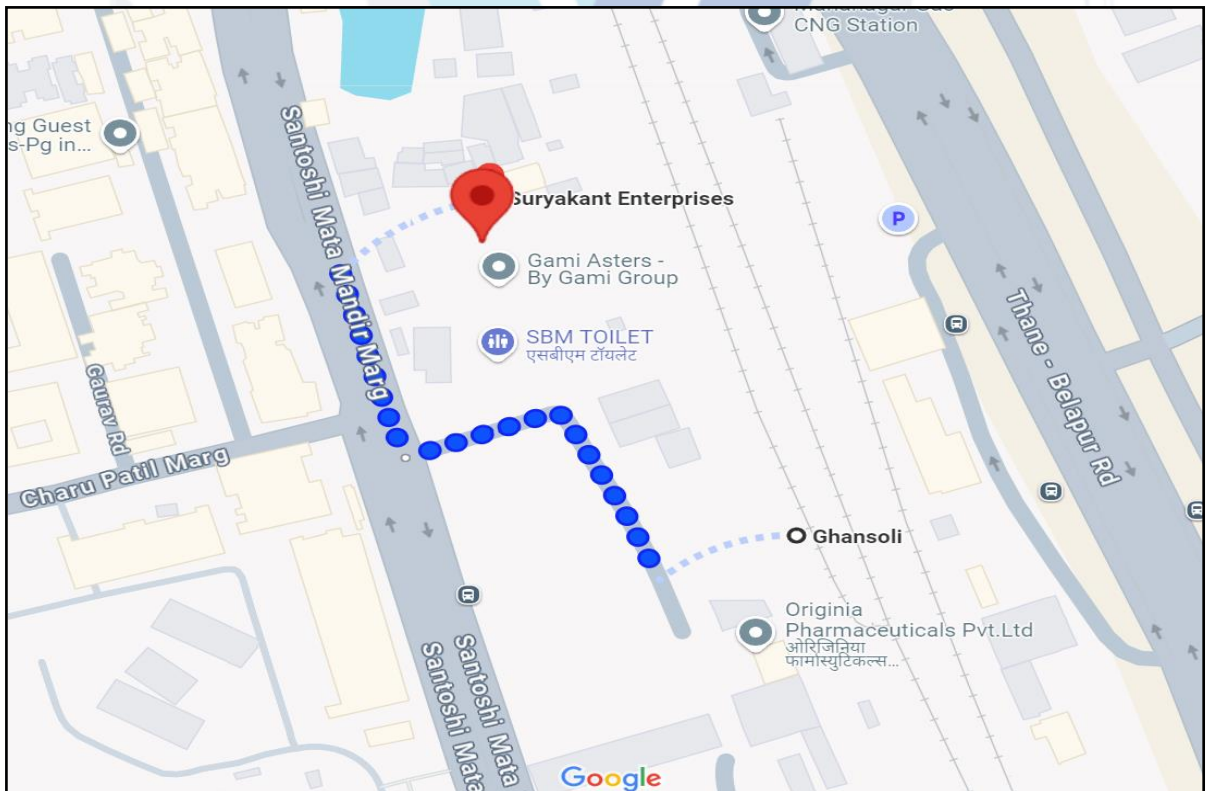 CNG Station
ng Guest
s-Pg in...
Santoshi Mata Mandir Marg
Suryakant Enterprises
P
Gami Asters -
By Gami Group
SBM TOILET
एसबीएम टॉयलेट
Thane - Belapur Rd
Gaurav Rd
Charu Patil Marg
Ghansoli
Originia
Pharmaceuticals Pvt.Ltd
ओरिजिनिया
फार्मास्युटिकल्स...
Santoshi Mata
Santoshi Mata
Google